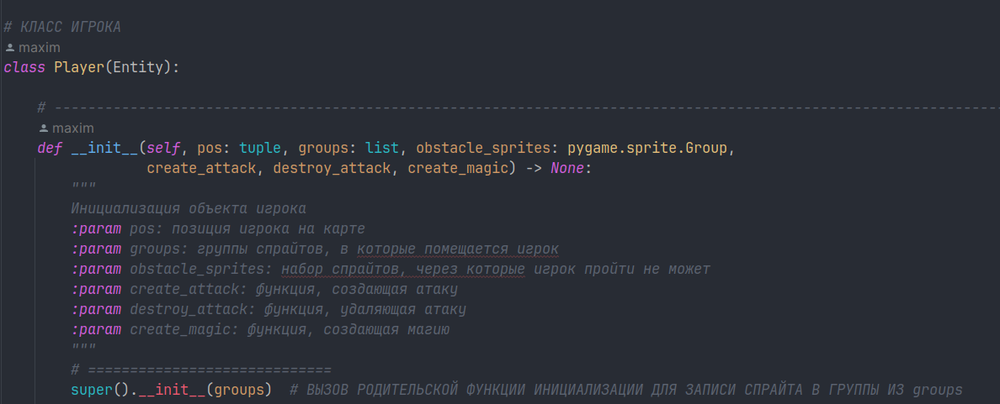 # КЛАСС ИГРОКА
maxim
class Player(Entity):
# ----------------------------------------------------------------------------------------------------------------
maxim
def __init__(self, pos: tuple, groups: list, obstacle_sprites: pygame.sprite.Group,
create_attack, destroy_attack, create_magic) -> None:
"""
Инициализация объекта игрока
:param pos: позиция игрока на карте
:param groups: группы спрайтов, в которые помещается игрок
:param obstacle_sprites: набор спрайтов, через которые игрок пройти не может
:param create_attack: функция, создающая атаку
:param destroy_attack: функция, удаляющая атаку
:param create_magic: функция, создающая магию
"""
# =============================
super().__init__(groups)  # ВЫЗОВ РОДИТЕЛЬСКОЙ ФУНКЦИИ ИНИЦИАЛИЗАЦИИ ДЛЯ ЗАПИСИ СПРАЙТА В ГРУППЫ ИЗ groups